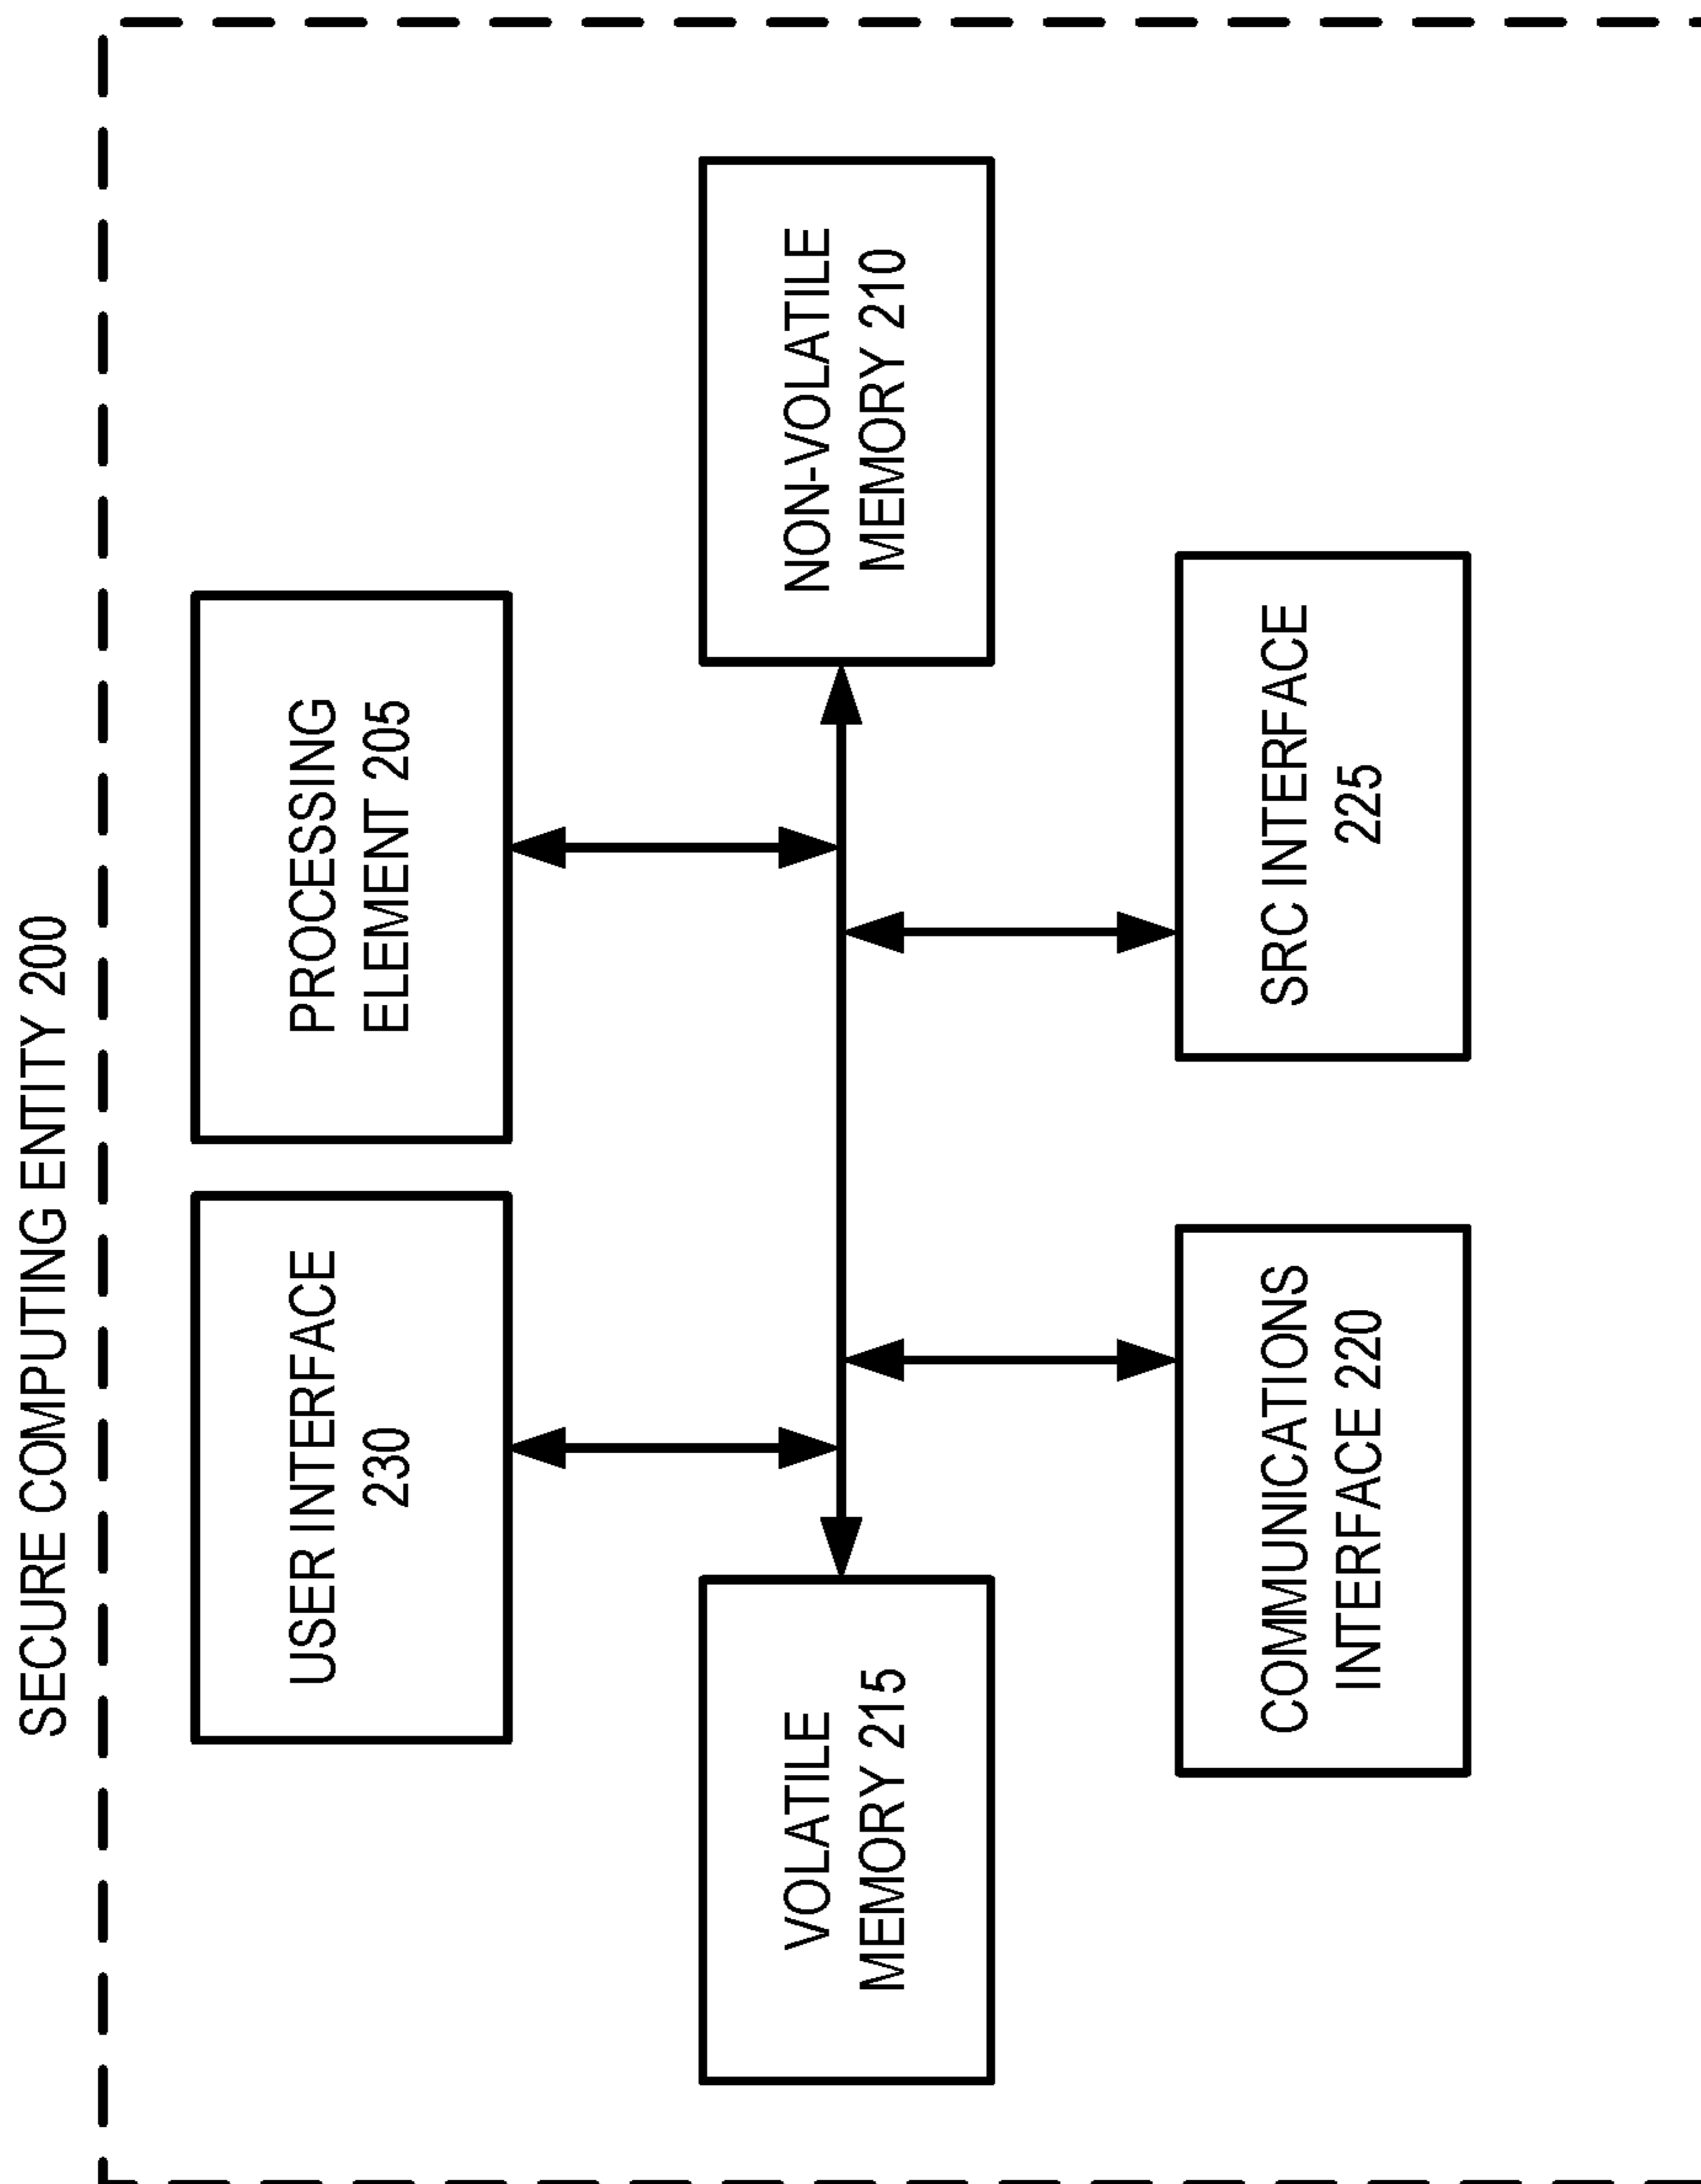 SECURE COMPUTING ENTITY 200
USER INTERFACE
230
PROCESSING
ELEMENT 205
VOLATILE
MEMORY 215
NON-VOLATILE
MEMORY 210
COMMUNICATIONS
INTERFACE 220
SRC INTERFACE
225